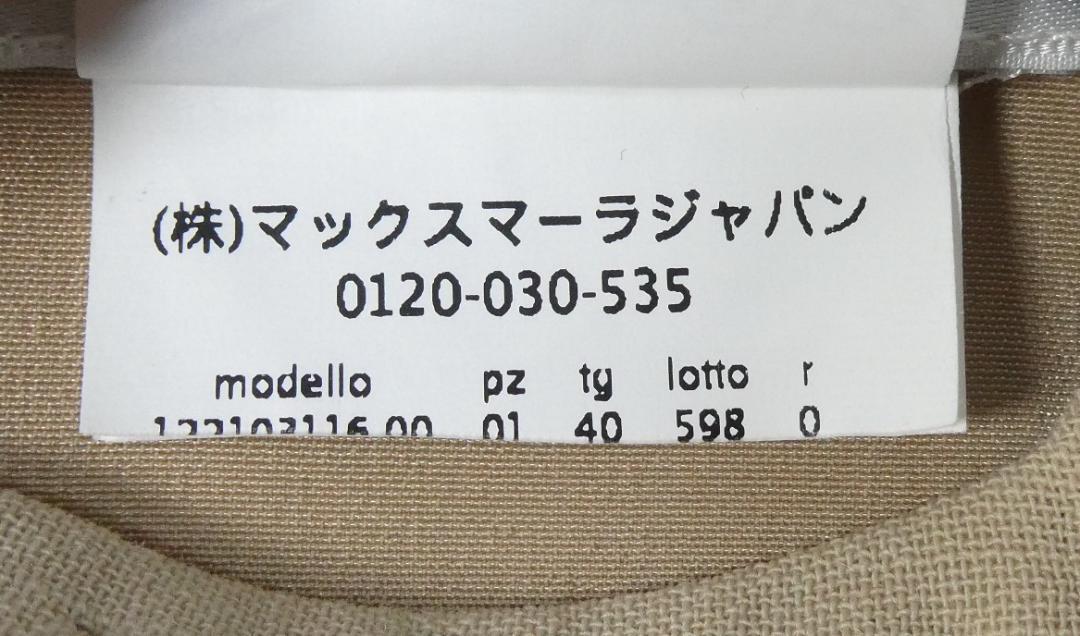 (株)マックスマーラジャパン
0120-030-535
modello pz tg lotto r
01 40 598 0